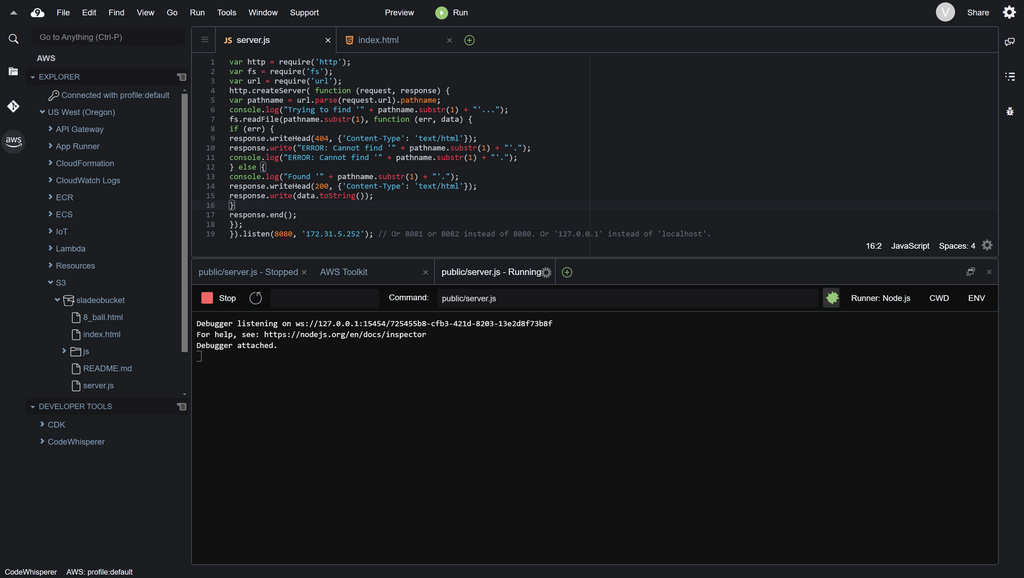 File Edit Find View Go Run Tools Window Support Preview Run V Share
Go to Anything (Ctrl-P)
AWS
EXPLORER
Connected with profile:default
US West (Oregon)
API Gateway
App Runner
CloudFormation
CloudWatch Logs
ECR
ECS
IoT
Lambda
Resources
S3
sladeobucket
8_ball.html
index.html
js
README.md
server.js
DEVELOPER TOOLS
CDK
CodeWhisperer
aws
JS server.js index.html
1 var http = require('http');
2 var fs = require('fs');
3 var url = require('url');
4 http.createServer( function (request, response) {
5 var pathname = url.parse(request.url).pathname;
6 console.log("Trying to find '" + pathname.substr(1) + "'...");
7 fs.readFile(pathname.substr(1), function (err, data) {
8 if (err) {
9 response.writeHead(404, {'Content-Type': 'text/html'});
10 response.write("ERROR: Cannot find '" + pathname.substr(1) + "'.");
11 console.log("ERROR: Cannot find '" + pathname.substr(1) + "'.");
12 } else {
13 console.log("Found '" + pathname.substr(1) + "'.");
14 response.writeHead(200, {'Content-Type': 'text/html'});
15 response.write(data.toString());
16 }
17 response.end();
18 });
19 }).listen(8080, '172.31.5.252'); // Or 8081 or 8082 instead of 8080. Or '127.0.0.1' instead of 'localhost'.
16:2 JavaScript Spaces: 4
public/server.js - Stopped AWS Toolkit public/server.js - Running
Stop Command: public/server.js Runner: Node.js CWD ENV
Debugger listening on ws://127.0.0.1:15454/725455b8-cfb3-421d-8203-13e2d8f73b8f
For help, see: https://nodejs.org/en/docs/inspector
Debugger attached.
CodeWhisperer AWS: profile:default